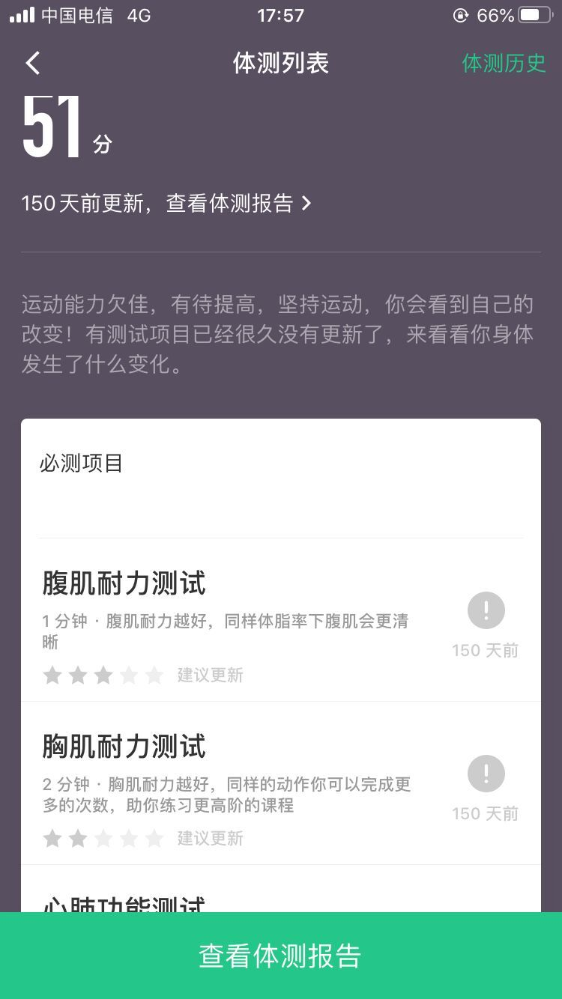 中国电信 4G 17:57 66%
体测列表 体测历史
51 分
150天前更新，查看体测报告
运动能力欠佳，有待提高，坚持运动，你会看到自己的
改变！有测试项目已经很久没有更新了，来看看你身体
发生了什么变化。
必测项目
腹肌耐力测试
1 分钟 · 腹肌耐力越好，同样体脂率下腹肌会更清
晰
建议更新
150 天前
胸肌耐力测试
2 分钟 · 胸肌耐力越好，同样的动作你可以完成更
多的次数，助你练习更高阶的课程
建议更新
150 天前
心肺功能测试
查看体测报告